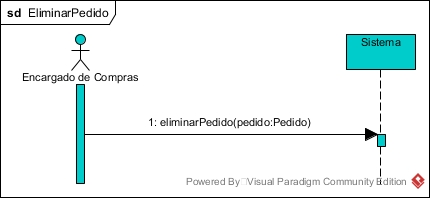 sd EliminarPedido
Encargado de Compras
Sistema
1: eliminarPedido(pedido:Pedido)
Powered By Visual Paradigm Community Edition